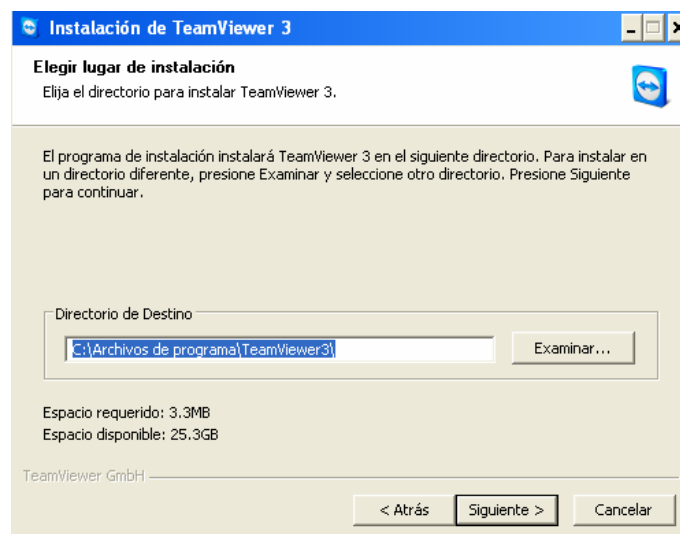 Instalación de TeamViewer 3
Elegir lugar de instalación
Elija el directorio para instalar TeamViewer 3.
El programa de instalación instalará TeamViewer 3 en el siguiente directorio. Para instalar en
un directorio diferente, presione Examinar y seleccione otro directorio. Presione Siguiente
para continuar.
Directorio de Destino
C:\Archivos de programa\TeamViewer3\
Examinar...
Espacio requerido: 3.3MB
Espacio disponible: 25.3GB
TeamViewer GmbH
< Atrás
Siguiente >
Cancelar